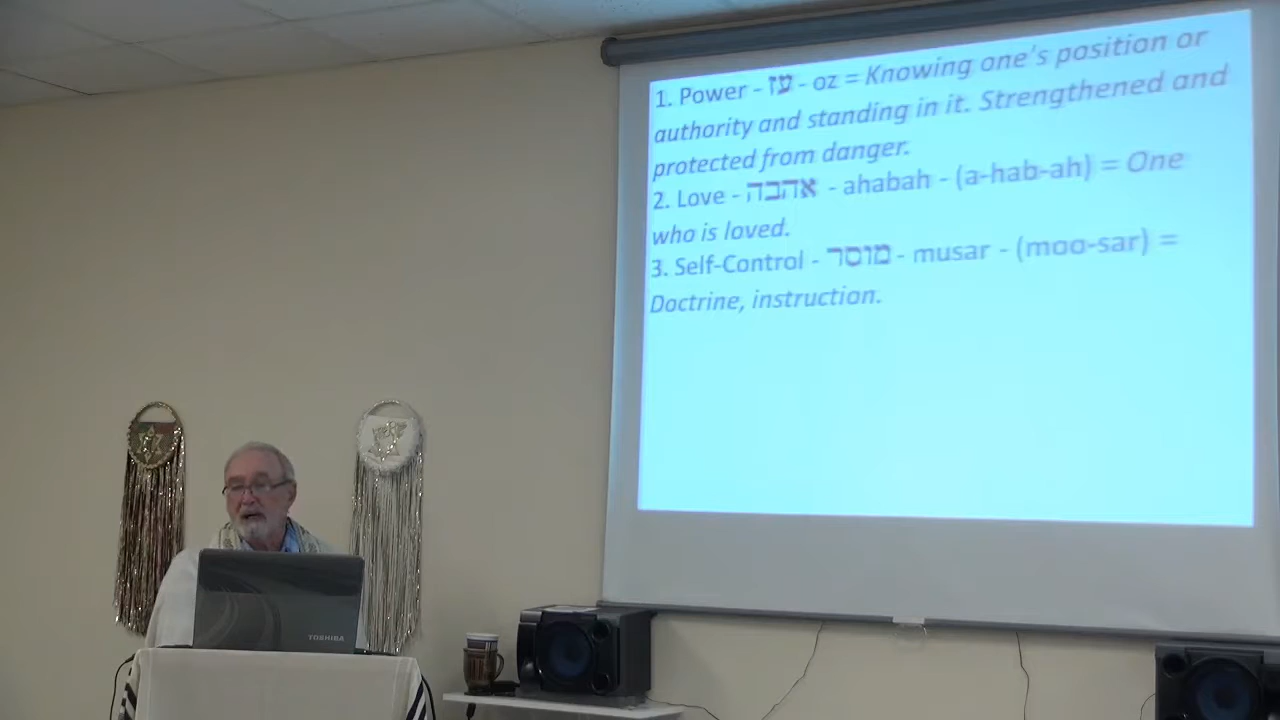 1. Power - עז - oz = Knowing one's position or
authority and standing in it. Strengthened and
protected from danger.
2. Love - אהבה - ahabah - (a-hab-ah) = One
who is loved.
3. Self-Control - מוסר - musar - (moo-sar) =
Doctrine, instruction.
TOSHIBA